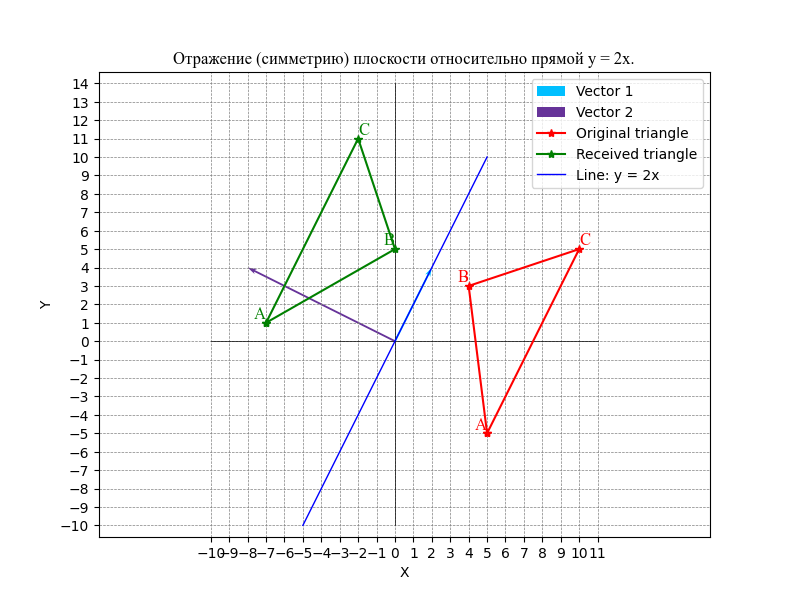 Отражение (симметрию) плоскости относительно прямой y = 2x.
Vector 1
Vector 2
Original triangle
Received triangle
Line: y = 2x
14
13
12
11
10
9
8
7
6
5
4
3
2
1
0
−1
−2
−3
−4
−5
−6
−7
−8
−9
−10
Y
C
B
A
C
B
A
−10 −9 −8 −7 −6 −5 −4 −3 −2 −1 0 1 2 3 4 5 6 7 8 9 10 11
X